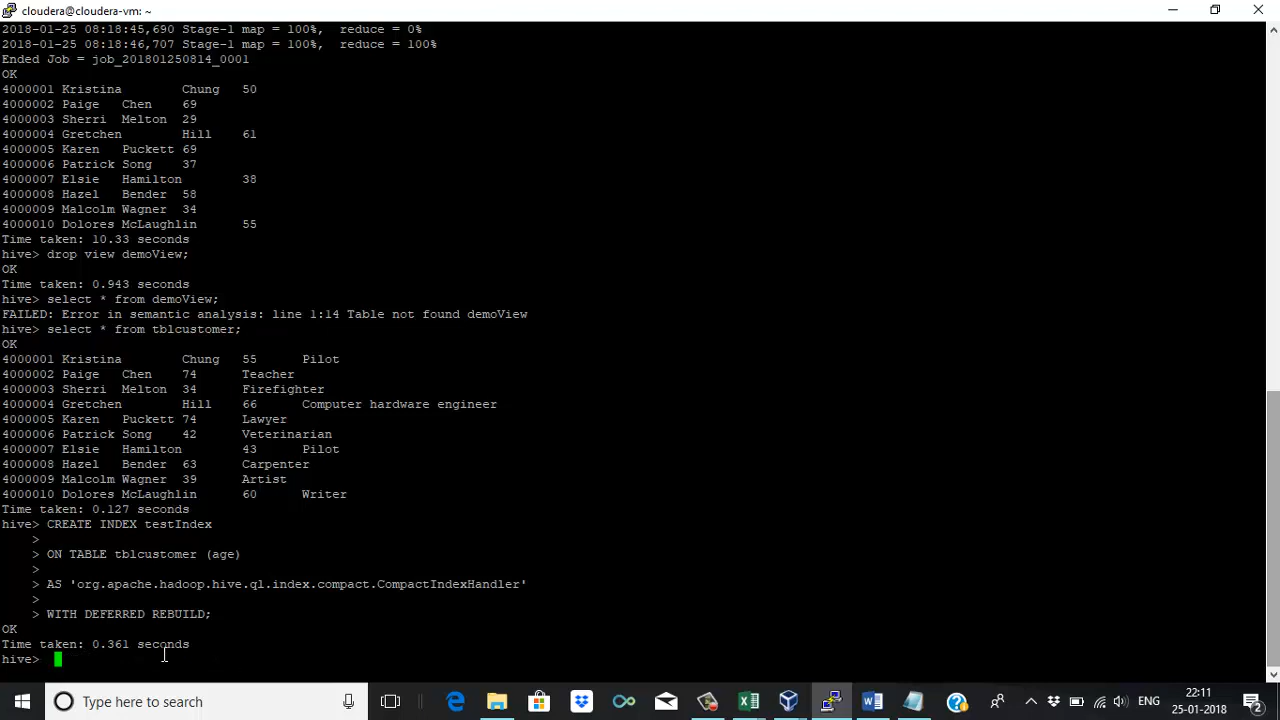 cloudera@cloudera-vm: ~
2018-01-25 08:18:45,690 Stage-1 map = 100%,  reduce = 0%
2018-01-25 08:18:46,707 Stage-1 map = 100%,  reduce = 100%
Ended Job = job_201801250814_0001
OK
4000001 Kristina        Chung   50
4000002 Paige   Chen    69
4000003 Sherri  Melton  29
4000004 Gretchen        Hill    61
4000005 Karen   Puckett 69
4000006 Patrick Song    37
4000007 Elsie   Hamilton        38
4000008 Hazel   Bender  58
4000009 Malcolm Wagner  34
4000010 Dolores McLaughlin      55
Time taken: 10.33 seconds
hive> drop view demoView;
OK
Time taken: 0.943 seconds
hive> select * from demoView;
FAILED: Error in semantic analysis: line 1:14 Table not found demoView
hive> select * from tblcustomer;
OK
4000001 Kristina        Chung   55      Pilot
4000002 Paige   Chen    74      Teacher
4000003 Sherri  Melton  34      Firefighter
4000004 Gretchen        Hill    66      Computer hardware engineer
4000005 Karen   Puckett 74      Lawyer
4000006 Patrick Song    42      Veterinarian
4000007 Elsie   Hamilton        43      Pilot
4000008 Hazel   Bender  63      Carpenter
4000009 Malcolm Wagner  39      Artist
4000010 Dolores McLaughlin      60      Writer
Time taken: 0.127 seconds
hive> CREATE INDEX testIndex
    >
    > ON TABLE tblcustomer (age)
    >
    > AS 'org.apache.hadoop.hive.ql.index.compact.CompactIndexHandler'
    >
    > WITH DEFERRED REBUILD;
OK
Time taken: 0.361 seconds
hive>
Type here to search
ENG
22:11
25-01-2018
2